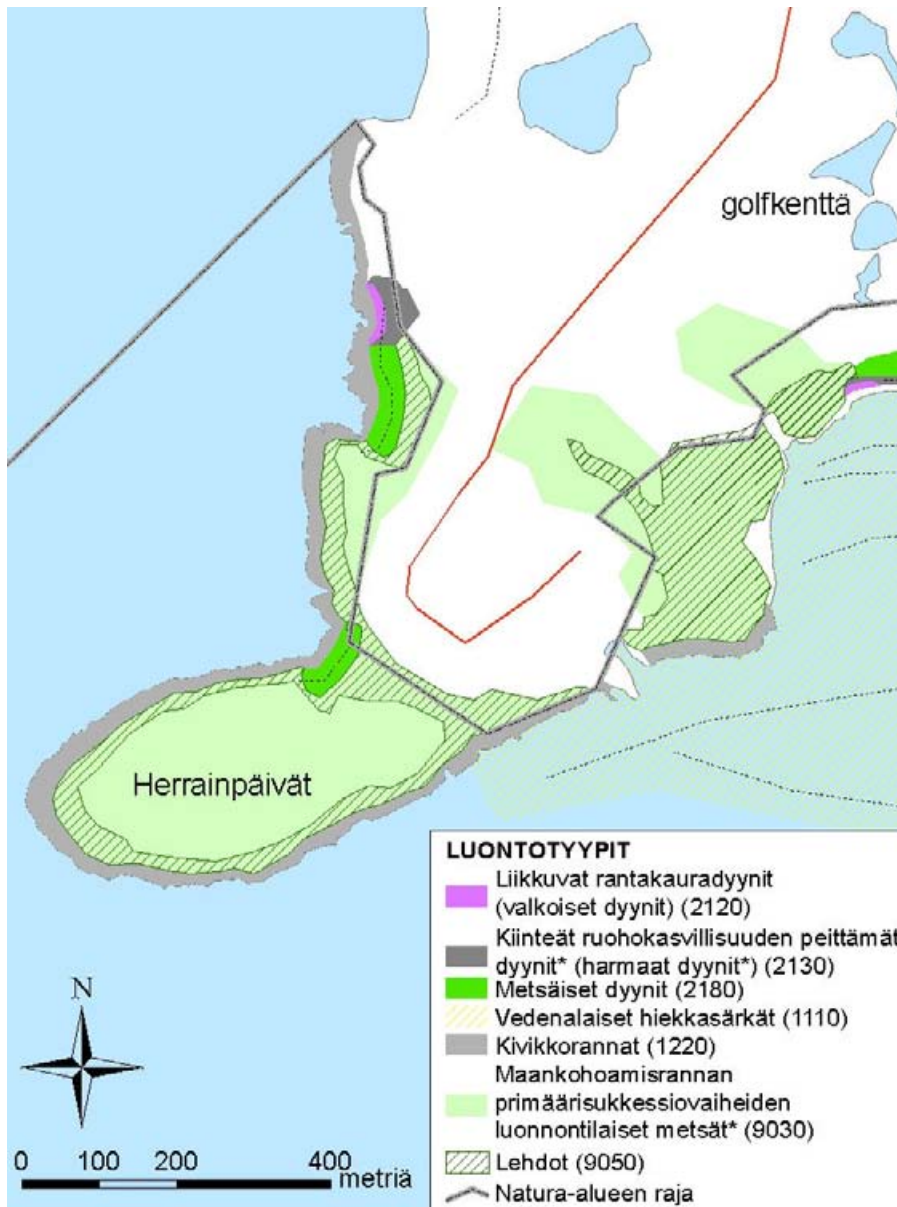 golfkenttä
Herrainpäivät
LUONTOTYYPIT
Liikkuvat rantakauradyynit
(valkoiset dyynit) (2120)
Kiinteät ruohokasvillisuuden peittämät
dyynit* (harmaat dyynit*) (2130)
Metsäiset dyynit (2180)
Vedenalaiset hiekkasärkät (1110)
Kivikkorannat (1220)
Maankohoamisrannan
primäärisukkessiovaiheiden
luonnontilaiset metsät* (9030)
Lehdot (9050)
Natura-alueen raja
N
0 100 200 400
metriä